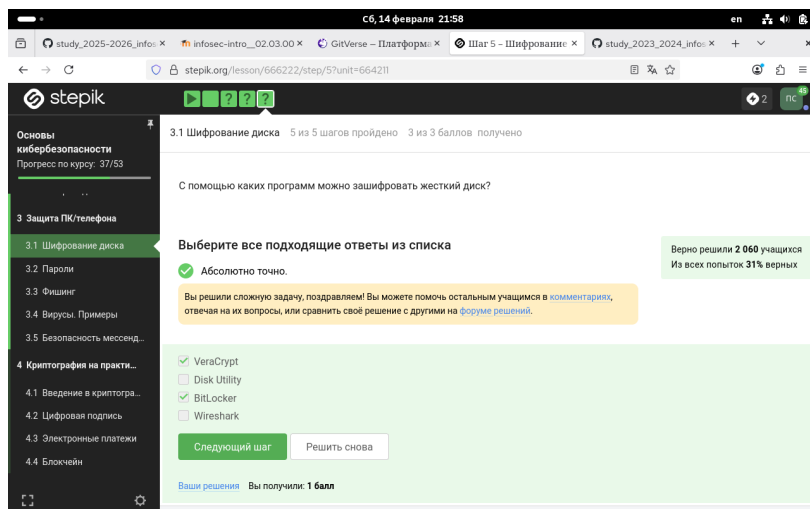 Сб, 14 февраля 21:58
en
study_2025-2026_infos
infosec-intro__02.03.00
GitVerse – Платформа
Шаг 5 – Шифрование
study_2023_2024_infos
stepik.org/lesson/666222/step/5?unit=664211
stepik
? ? ?
2
ПС
45
Основы кибербезопасности
Прогресс по курсу: 37/53
3.1 Шифрование диска 5 из 5 шагов пройдено 3 из 3 баллов получено
3 Защита ПК/телефона
3.1 Шифрование диска
3.2 Пароли
3.3 Фишинг
3.4 Вирусы. Примеры
3.5 Безопасность мессенд...
4 Криптография на практи...
4.1 Введение в криптогра...
4.2 Цифровая подпись
4.3 Электронные платежи
4.4 Блокчейн
С помощью каких программ можно зашифровать жесткий диск?
Выберите все подходящие ответы из списка
Верно решили 2 060 учащихся
Из всех попыток 31% верных
Абсолютно точно.
Вы решили сложную задачу, поздравляем! Вы можете помочь остальным учащимся в комментариях,
отвечая на их вопросы, или сравнить своё решение с другими на форуме решений.
VeraCrypt
Disk Utility
BitLocker
Wireshark
Следующий шаг
Решить снова
Ваши решения Вы получили: 1 балл